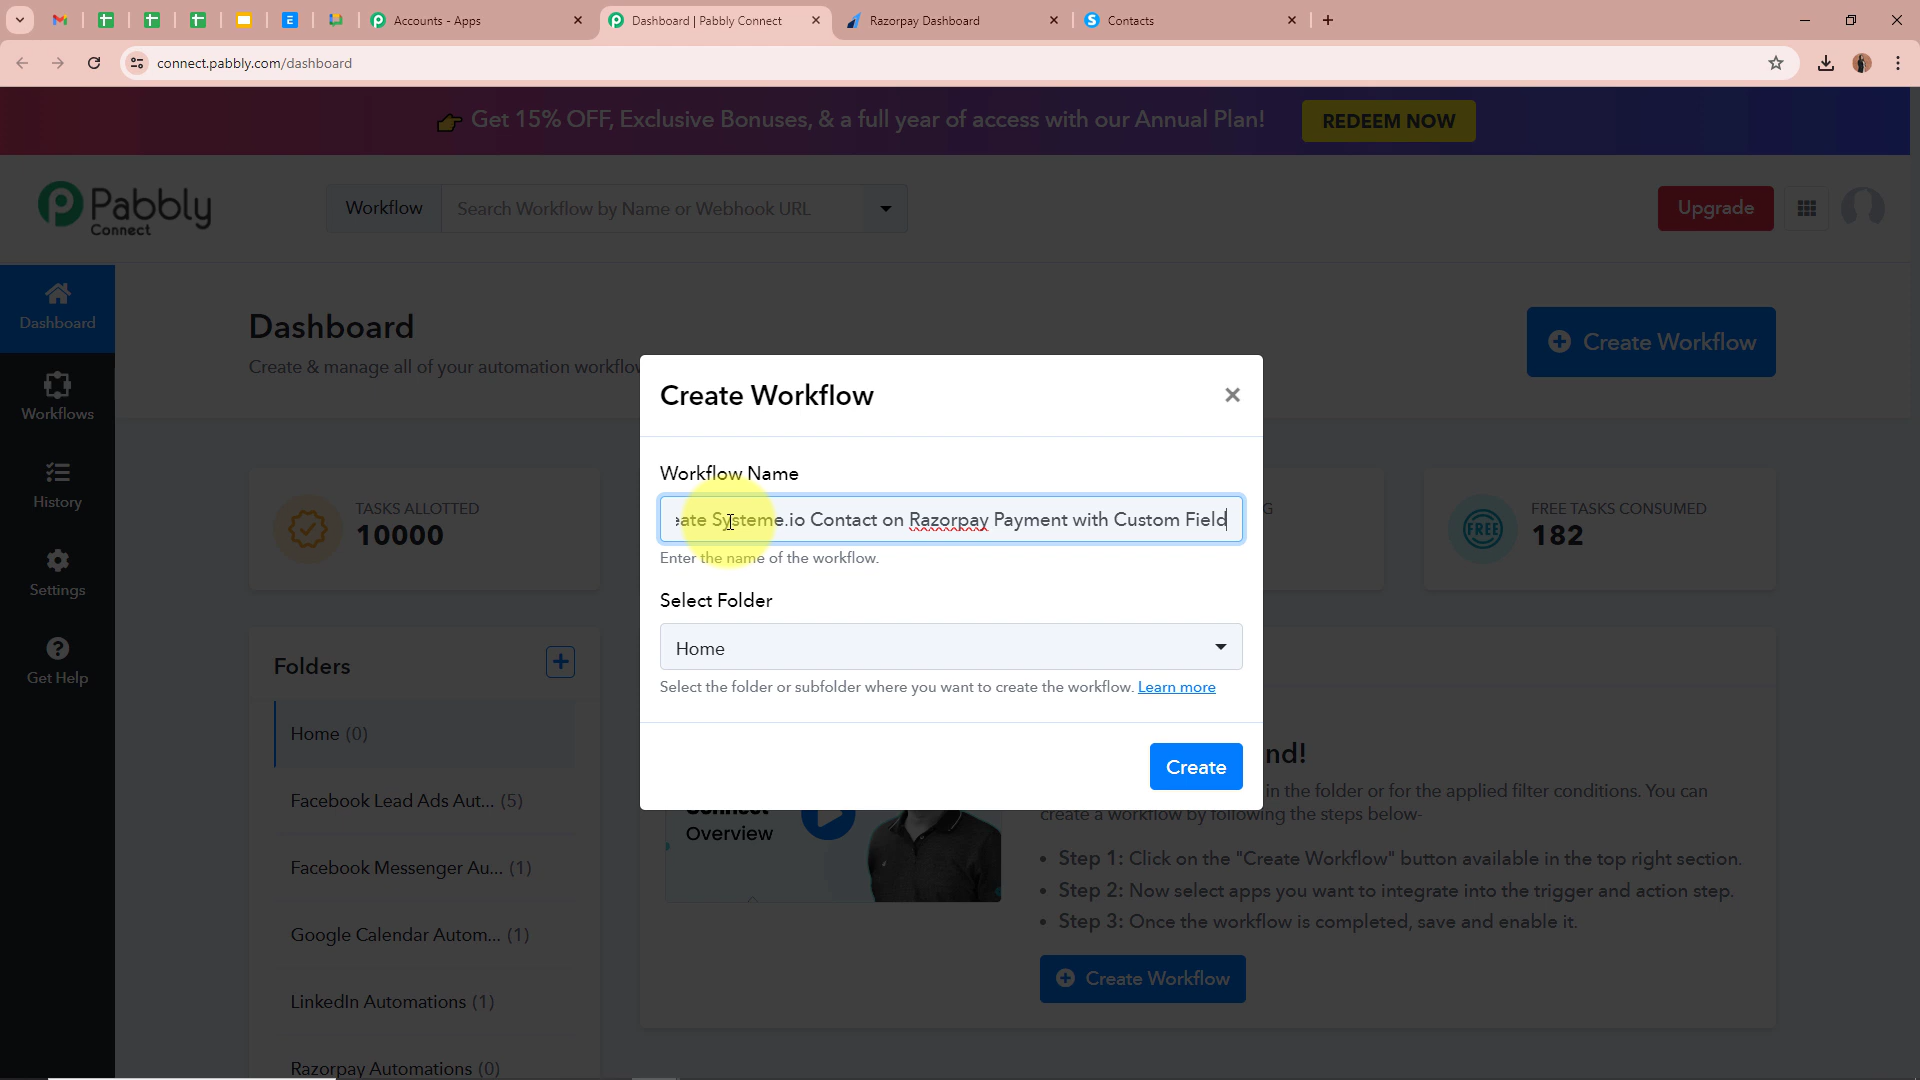 Accounts - Apps
Dashboard | Pabbly Connect
Razorpay Dashboard
Contacts
connect.pabbly.com/dashboard
👉 Get 15% OFF, Exclusive Bonuses, & a full year of access with our Annual Plan!
REDEEM NOW
Pabbly
Connect
Workflow
Search Workflow by Name or Webhook URL
Upgrade
Dashboard
Workflows
History
Settings
Get Help
Dashboard
Create & manage all of your automation workflo
Create Workflow
TASKS ALLOTTED
10000
G
FREE TASKS CONSUMED
182
FREE
Folders
Home (0)
Facebook Lead Ads Aut... (5)
Facebook Messenger Au... (1)
Google Calendar Autom... (1)
LinkedIn Automations (1)
Razorpay Automations (0)
Create Workflow
Workflow Name
eate Systeme.io Contact on Razorpay Payment with Custom Field
Enter the name of the workflow.
Select Folder
Home
Select the folder or subfolder where you want to create the workflow. Learn more
Create
Connect
Overview
nd!
in the folder or for the applied filter conditions. You can
create a workflow by following the steps below-
• Step 1: Click on the "Create Workflow" button available in the top right section.
• Step 2: Now select apps you want to integrate into the trigger and action step.
• Step 3: Once the workflow is completed, save and enable it.
Create Workflow